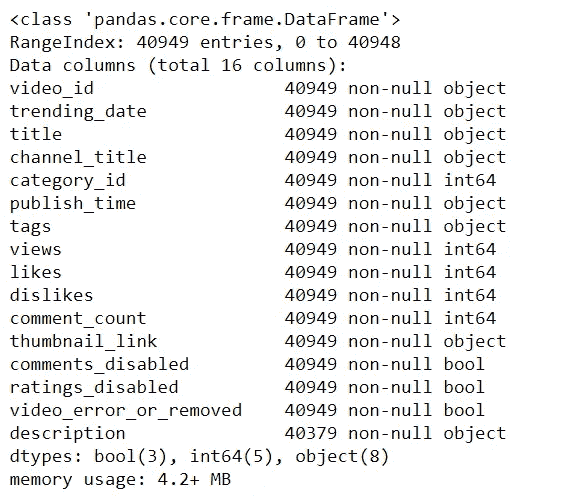 <class 'pandas.core.frame.DataFrame'>
RangeIndex: 40949 entries, 0 to 40948
Data columns (total 16 columns):
video_id 40949 non-null object
trending_date 40949 non-null object
title 40949 non-null object
channel_title 40949 non-null object
category_id 40949 non-null int64
publish_time 40949 non-null object
tags 40949 non-null object
views 40949 non-null int64
likes 40949 non-null int64
dislikes 40949 non-null int64
comment_count 40949 non-null int64
thumbnail_link 40949 non-null object
comments_disabled 40949 non-null bool
ratings_disabled 40949 non-null bool
video_error_or_removed 40949 non-null bool
description 40379 non-null object
dtypes: bool(3), int64(5), object(8)
memory usage: 4.2+ MB